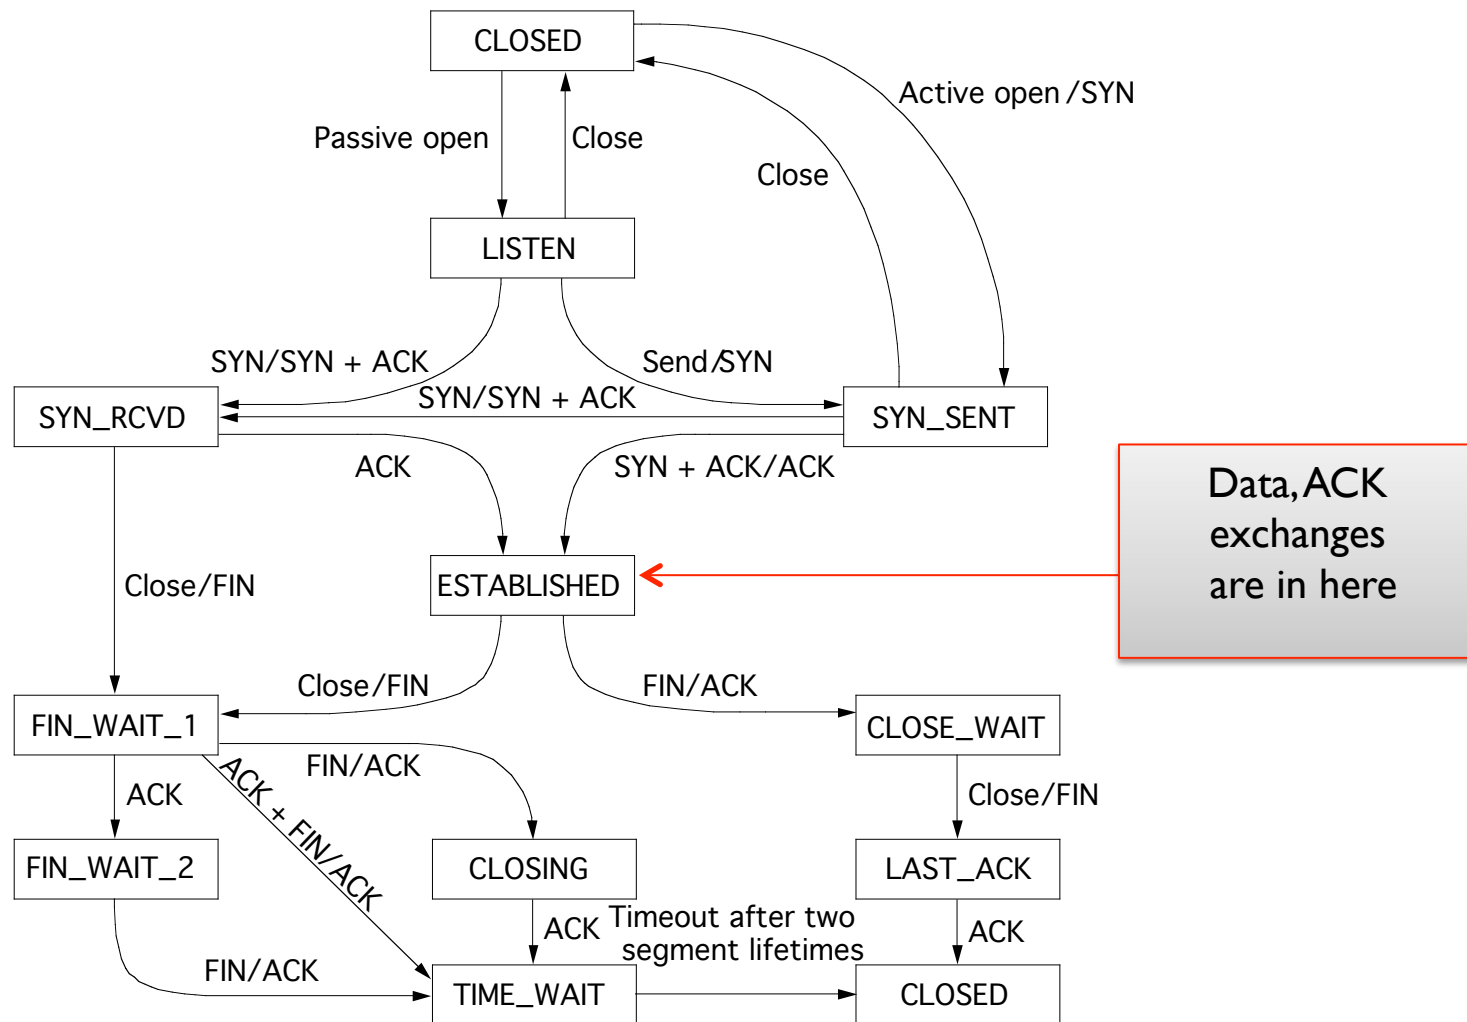 CLOSED
Active open /SYN
Passive open
Close
Close
LISTEN
SYN/SYN + ACK
Send/SYN
SYN/SYN + ACK
SYN_RCVD
SYN_SENT
ACK
SYN + ACK/ACK
Data, ACK
exchanges
are in here
Close/FIN
ESTABLISHED
Close/FIN
FIN/ACK
FIN_WAIT_1
CLOSE_WAIT
FIN/ACK
ACK
ACK + FIN/ACK
Close/FIN
FIN_WAIT_2
CLOSING
LAST_ACK
ACK
Timeout after two
segment lifetimes
ACK
FIN/ACK
TIME_WAIT
CLOSED